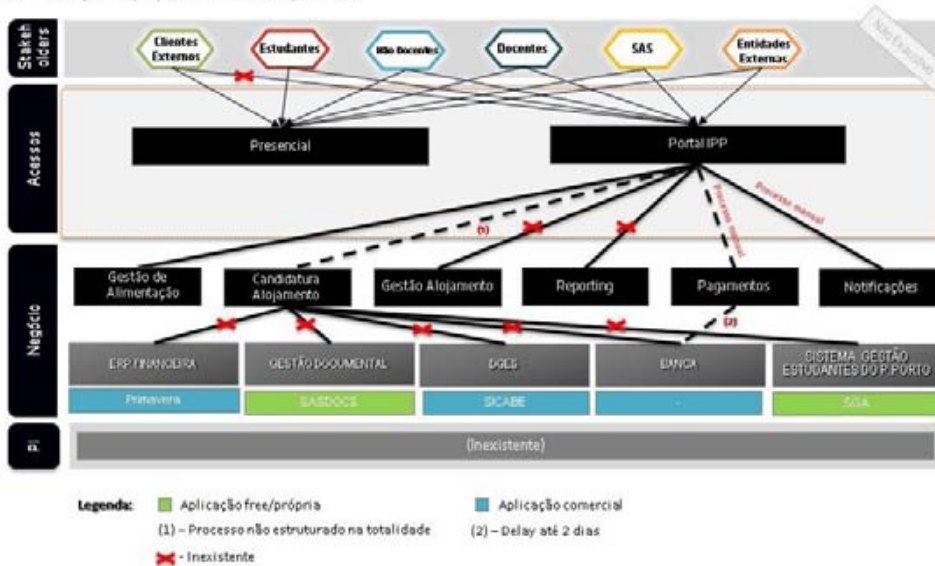 Stakeholders
Clientes
Externos
Estudantes
Não Docentes
Docentes
SAS
Entidades
Externas
Não Exaustivo
Acessos
Presencial
Portal IPP
(1)
Processo manual
Processo manual
Negócio
Gestão de
Alimentação
Candidatura
Alojamento
Gestão Alojamento
Reporting
Pagamentos
Notificações
(2)
ERP FINANCEIRA
GESTÃO DOCUMENTAL
DGES
BANCA
SISTEMA GESTÃO
ESTUDANTES DO P.PORTO
Primavera
SASDOCS
SICABE
-
SGA
PI
(Inexistente)
Legenda:
Aplicação free/própria
Aplicação comercial
(1) – Processo não estruturado na totalidade
(2) – Delay até 2 dias
- Inexistente